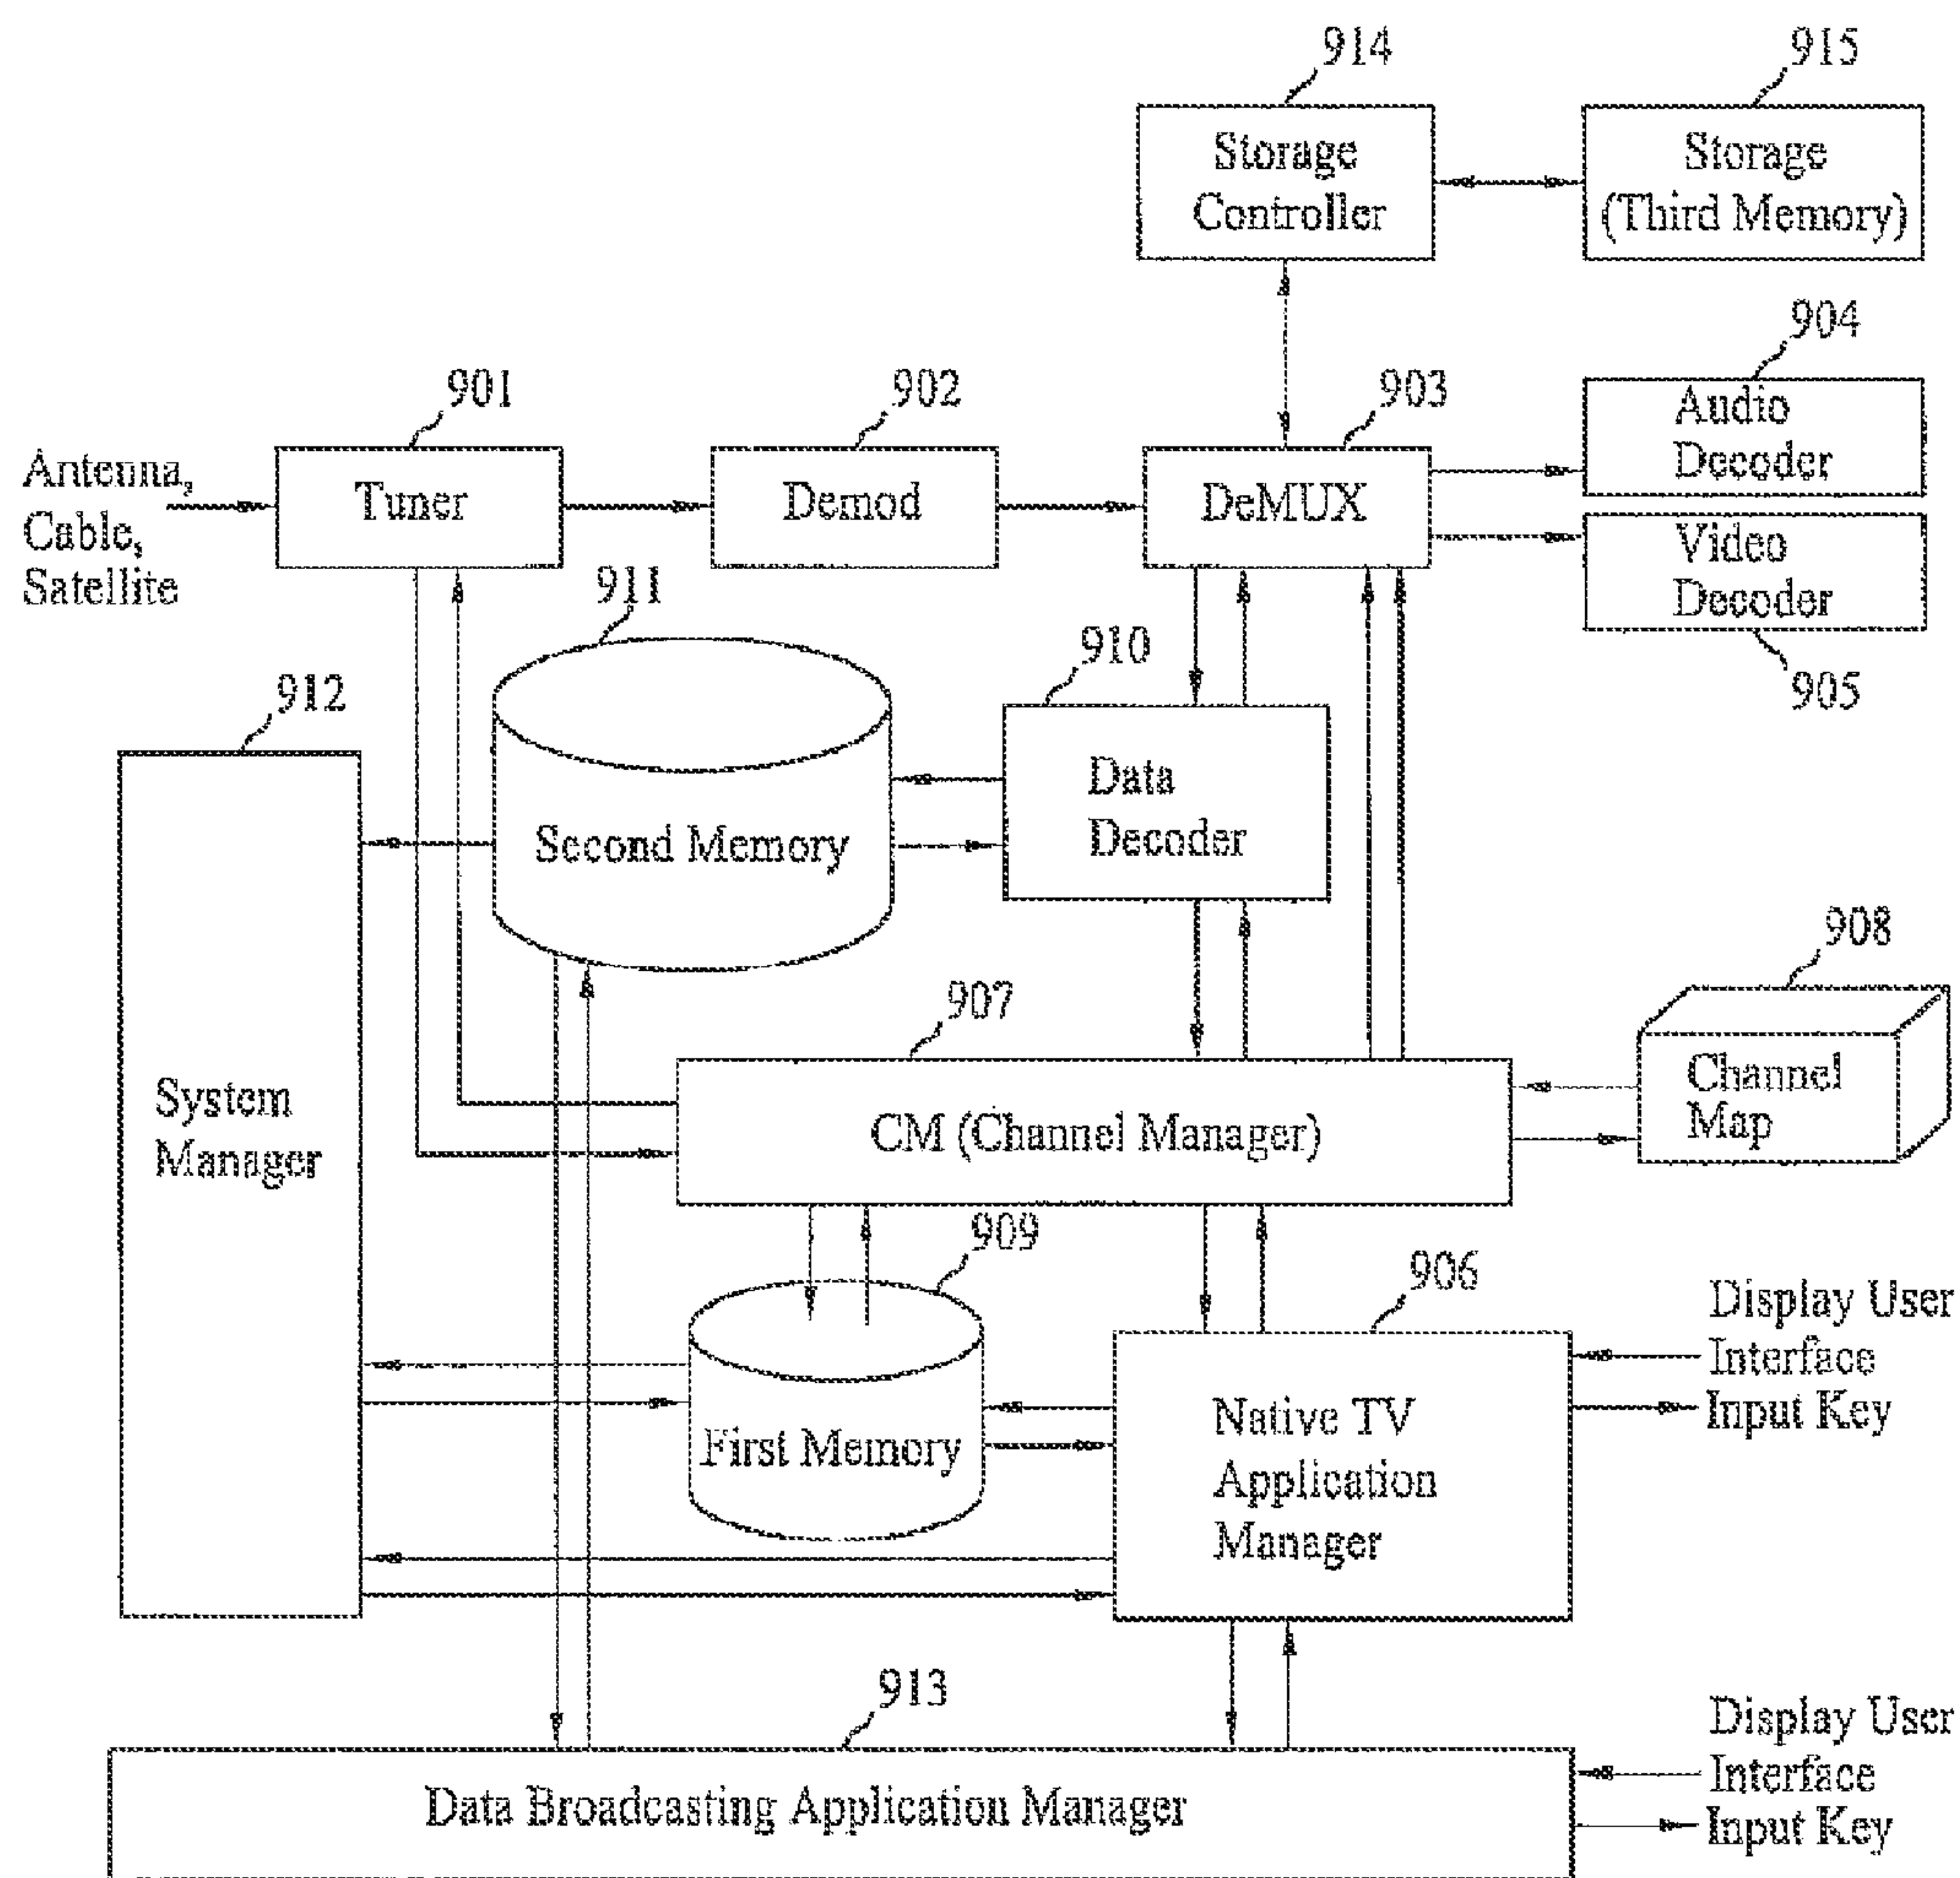 914
915
Storage
Controller
Storage
(Third Memory)
904
901
902
903
Audio
Decoder
Antenna,
Cable,
Satellite
Tuner
Demod
DeMUX
Video
Decoder
905
911
910
912
Second Memory
Data
Decoder
908
907
System
Manager
CM (Channel Manager)
Channel
Map
909
906
First Memory
Native TV
Application
Manager
Display User
Interface
Input Key
913
Data Broadcasting Application Manager
Display User
Interface
Input Key